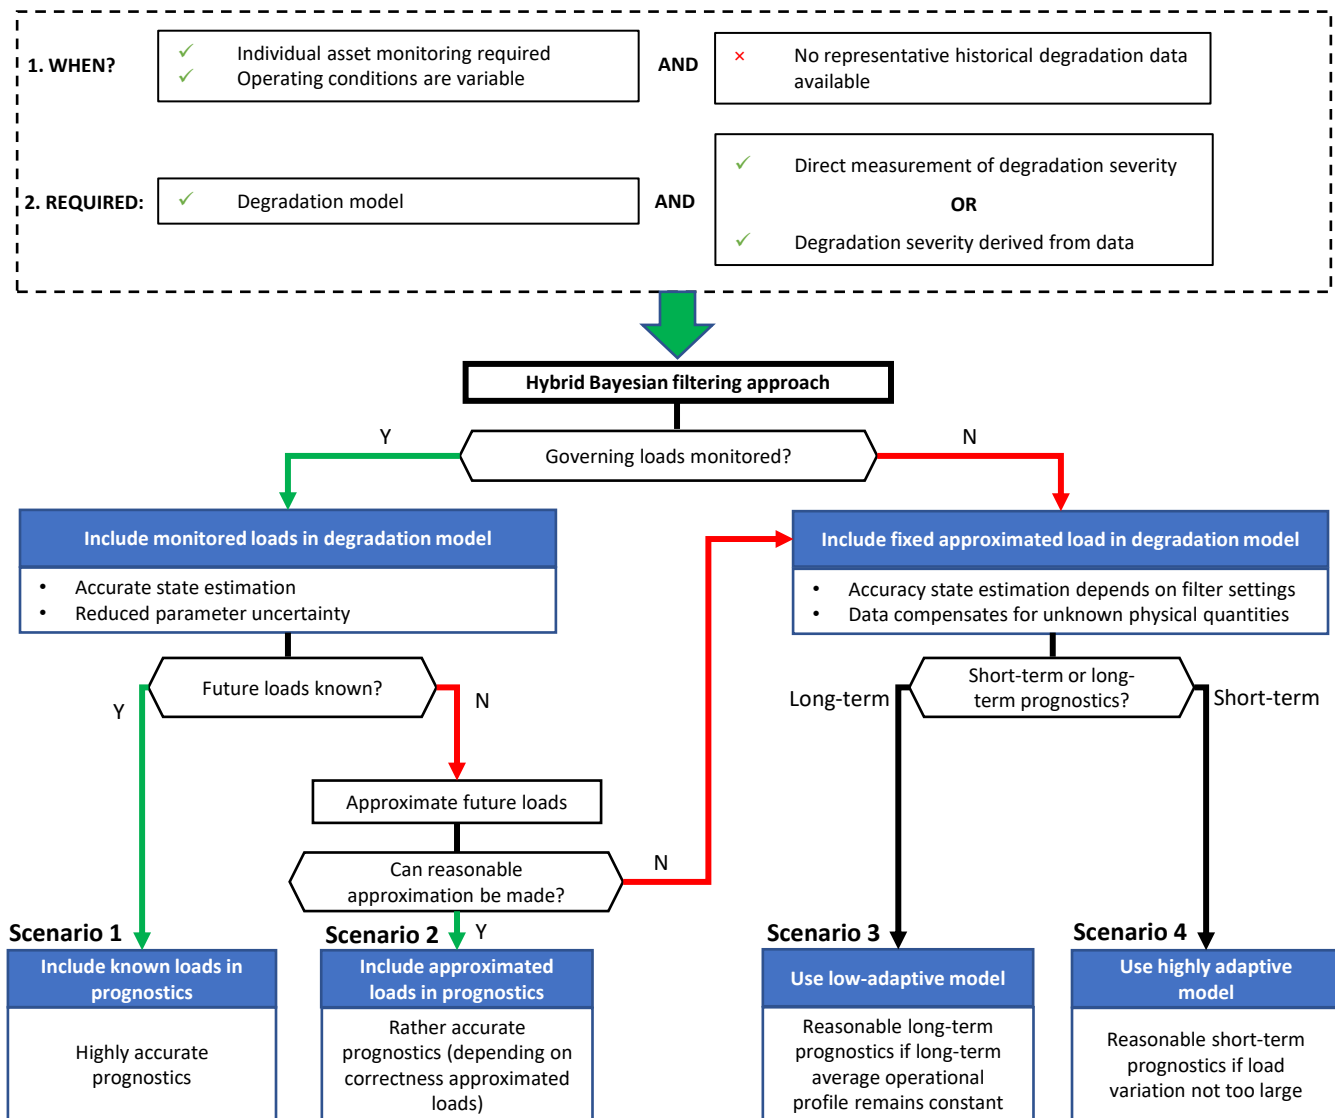 1. WHEN?
✓ Individual asset monitoring required
✓ Operating conditions are variable
AND
× No representative historical degradation data
available
2. REQUIRED:
✓ Degradation model
AND
✓ Direct measurement of degradation severity
OR
✓ Degradation severity derived from data
Hybrid Bayesian filtering approach
Y
Governing loads monitored?
N
Include monitored loads in degradation model
• Accurate state estimation
• Reduced parameter uncertainty
Include fixed approximated load in degradation model
• Accuracy state estimation depends on filter settings
• Data compensates for unknown physical quantities
Future loads known?
Y
N
Short-term or long-
term prognostics?
Long-term
Short-term
Approximate future loads
Can reasonable
approximation be made?
N
Y
Scenario 1
Include known loads in
prognostics
Highly accurate
prognostics
Scenario 2
Include approximated
loads in prognostics
Rather accurate
prognostics (depending on
correctness approximated
loads)
Scenario 3
Use low-adaptive model
Reasonable long-term
prognostics if long-term
average operational
profile remains constant
Scenario 4
Use highly adaptive
model
Reasonable short-term
prognostics if load
variation not too large